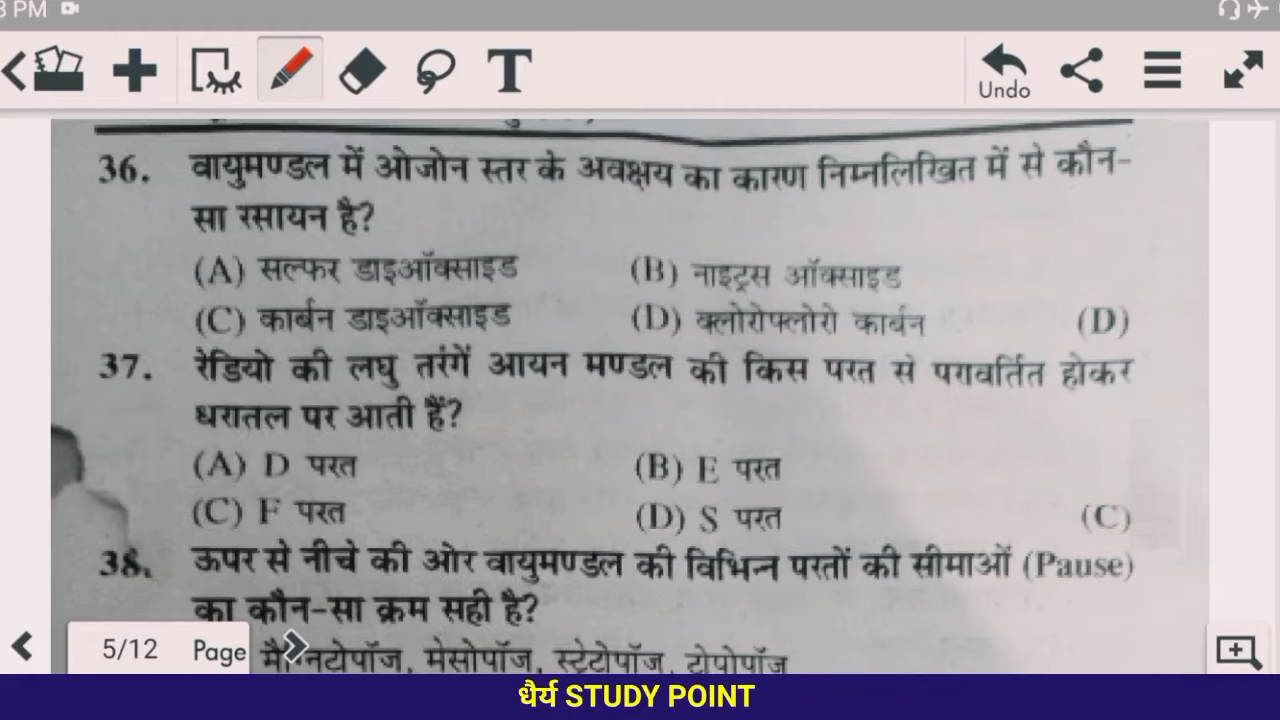 3 PM
Undo
36. वायुमण्डल में ओजोन स्तर के अवक्षय का कारण निम्नलिखित में से कौन-
सा रसायन है?
(A) सल्फर डाइऑक्साइड (B) नाइट्रस ऑक्साइड
(C) कार्बन डाइऑक्साइड (D) क्लोरोफ्लोरो कार्बन (D)
37. रेडियो की लघु तरंगें आयन मण्डल की किस परत से परावर्तित होकर
धरातल पर आती हैं?
(A) D परत (B) E परत
(C) F परत (D) S परत (C)
38. ऊपर से नीचे की ओर वायुमण्डल की विभिन्न परतों की सीमाओं (Pause)
का कौन-सा क्रम सही है?
मैग्नटोपॉज, मेसोपॉज, स्ट्रेटोपॉज, ट्रोपोपॉज
5/12 Page
धैर्य STUDY POINT